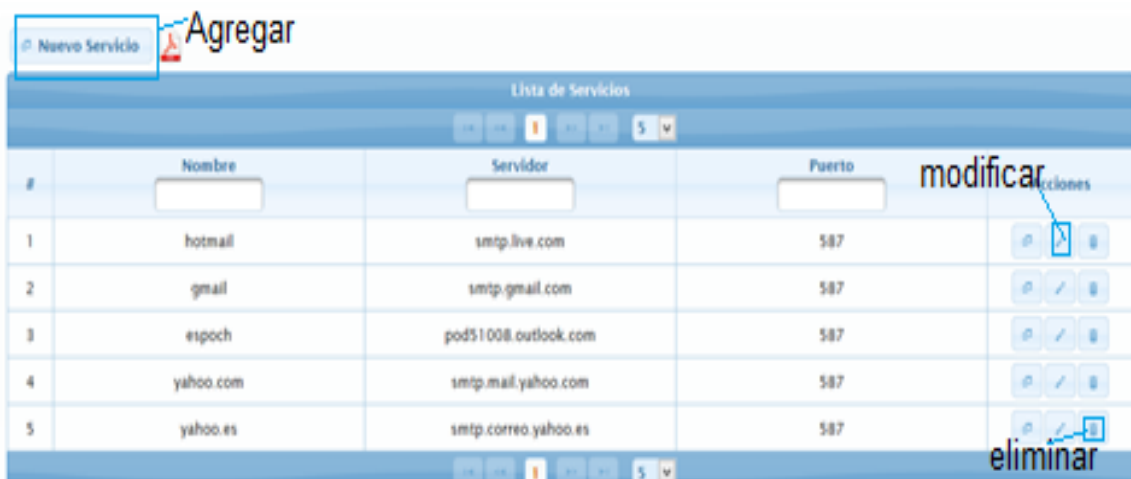 Agregar
Nuevo Servicio
Lista de Servicios
1 5
# Nombre Servidor Puerto Acciones
modificar
1 hotmail smtp.live.com 587
2 gmail smtp.gmail.com 587
3 espoch pod51008.outlook.com 587
4 yahoo.com smtp.mail.yahoo.com 587
5 yahoo.es smtp.correo.yahoo.es 587
eliminar
1 5